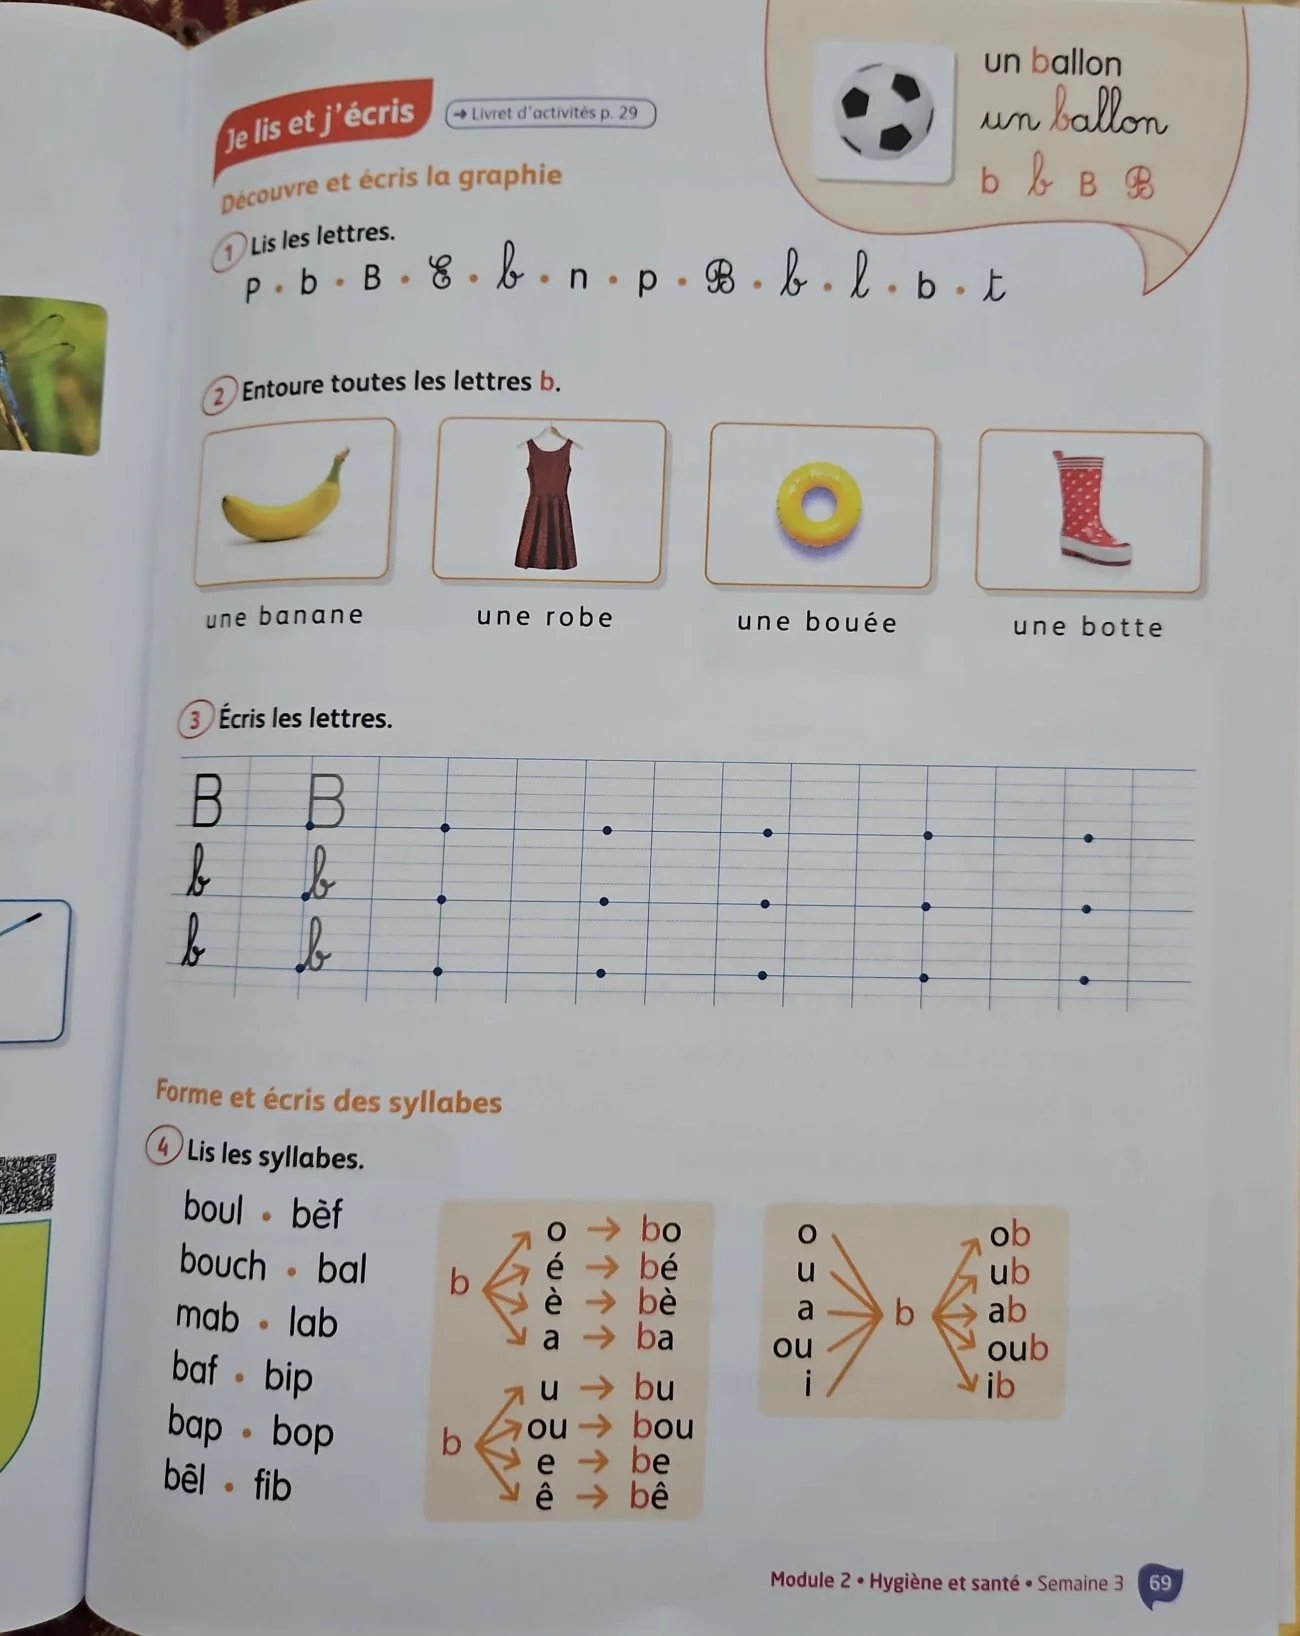 Je lis et j'écris
→ Livret d'activités p. 29
un ballon
un ballon
b b B B
Découvre et écris la graphie
1 Lis les lettres.
p • b • B • E • b • n • p • B • b • l • b • t
2 Entoure toutes les lettres b.
une banane
une robe
une bouée
une botte
3 Écris les lettres.
B B
b b
b b
Forme et écris des syllabes
4 Lis les syllabes.
boul • bèf
bouch • bal
mab • lab
baf • bip
bap • bop
bêl • fib
b
o → bo
é → bé
è → bè
a → ba
b
u → bu
ou → bou
e → be
ê → bê
o
u
a
ou
i
b
ob
ub
ab
oub
ib
Module 2 • Hygiène et santé • Semaine 3 69